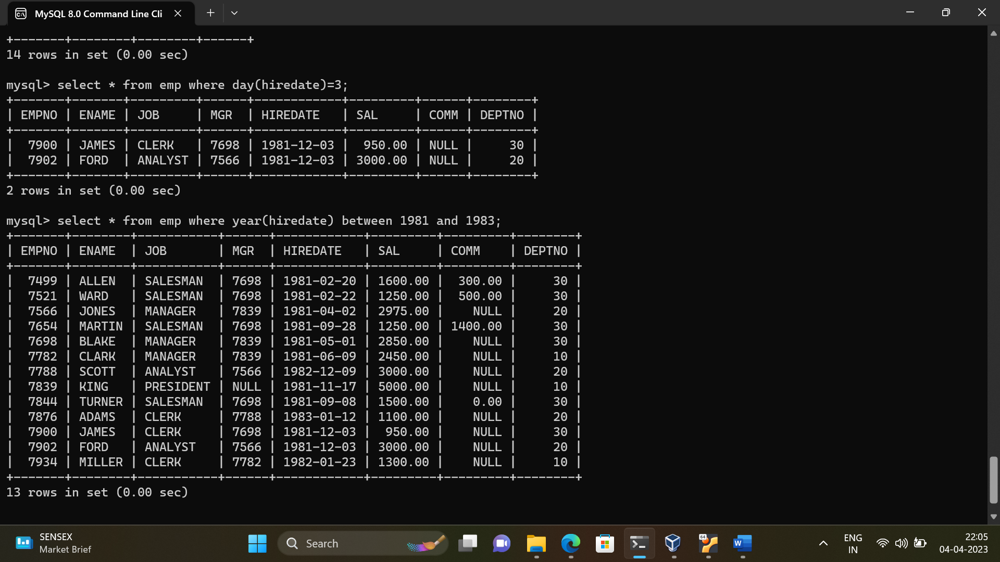 MySQL 8.0 Command Line Cli
+-------+--------+--------+------+
14 rows in set (0.00 sec)
mysql> select * from emp where day(hiredate)=3;
+-------+-------+---------+------+------------+---------+------+--------+
| EMPNO | ENAME | JOB     | MGR  | HIREDATE   | SAL     | COMM | DEPTNO |
+-------+-------+---------+------+------------+---------+------+--------+
|  7900 | JAMES | CLERK   | 7698 | 1981-12-03 |  950.00 | NULL |     30 |
|  7902 | FORD  | ANALYST | 7566 | 1981-12-03 | 3000.00 | NULL |     20 |
+-------+-------+---------+------+------------+---------+------+--------+
2 rows in set (0.00 sec)
mysql> select * from emp where year(hiredate) between 1981 and 1983;
+-------+--------+-----------+------+------------+---------+---------+--------+
| EMPNO | ENAME  | JOB       | MGR  | HIREDATE   | SAL     | COMM    | DEPTNO |
+-------+--------+-----------+------+------------+---------+---------+--------+
|  7499 | ALLEN  | SALESMAN  | 7698 | 1981-02-20 | 1600.00 |  300.00 |     30 |
|  7521 | WARD   | SALESMAN  | 7698 | 1981-02-22 | 1250.00 |  500.00 |     30 |
|  7566 | JONES  | MANAGER   | 7839 | 1981-04-02 | 2975.00 |    NULL |     20 |
|  7654 | MARTIN | SALESMAN  | 7698 | 1981-09-28 | 1250.00 | 1400.00 |     30 |
|  7698 | BLAKE  | MANAGER   | 7839 | 1981-05-01 | 2850.00 |    NULL |     30 |
|  7782 | CLARK  | MANAGER   | 7839 | 1981-06-09 | 2450.00 |    NULL |     10 |
|  7788 | SCOTT  | ANALYST   | 7566 | 1982-12-09 | 3000.00 |    NULL |     20 |
|  7839 | KING   | PRESIDENT | NULL | 1981-11-17 | 5000.00 |    NULL |     10 |
|  7844 | TURNER | SALESMAN  | 7698 | 1981-09-08 | 1500.00 |    0.00 |     30 |
|  7876 | ADAMS  | CLERK     | 7788 | 1983-01-12 | 1100.00 |    NULL |     20 |
|  7900 | JAMES  | CLERK     | 7698 | 1981-12-03 |  950.00 |    NULL |     30 |
|  7902 | FORD   | ANALYST   | 7566 | 1981-12-03 | 3000.00 |    NULL |     20 |
|  7934 | MILLER | CLERK     | 7782 | 1982-01-23 | 1300.00 |    NULL |     10 |
+-------+--------+-----------+------+------------+---------+---------+--------+
13 rows in set (0.00 sec)
SENSEX
Market Brief
Search
64
W
ENG
IN
22:05
04-04-2023